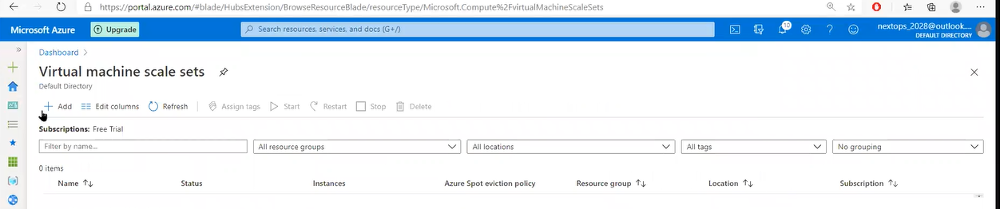 https://portal.azure.com/#blade/HubsExtension/BrowseResourceBlade/resourceType/Microsoft.Compute%2FvirtualMachineScaleSets
Microsoft Azure Upgrade Search resources, services, and docs (G+/) 10 nextops_2028@outlook....
DEFAULT DIRECTORY
Dashboard >
Virtual machine scale sets
Default Directory
Add Edit columns Refresh Assign tags Start Restart Stop Delete
Subscriptions: Free Trial
Filter by name... All resource groups All locations All tags No grouping
0 items
Name Status Instances Azure Spot eviction policy Resource group Location Subscription